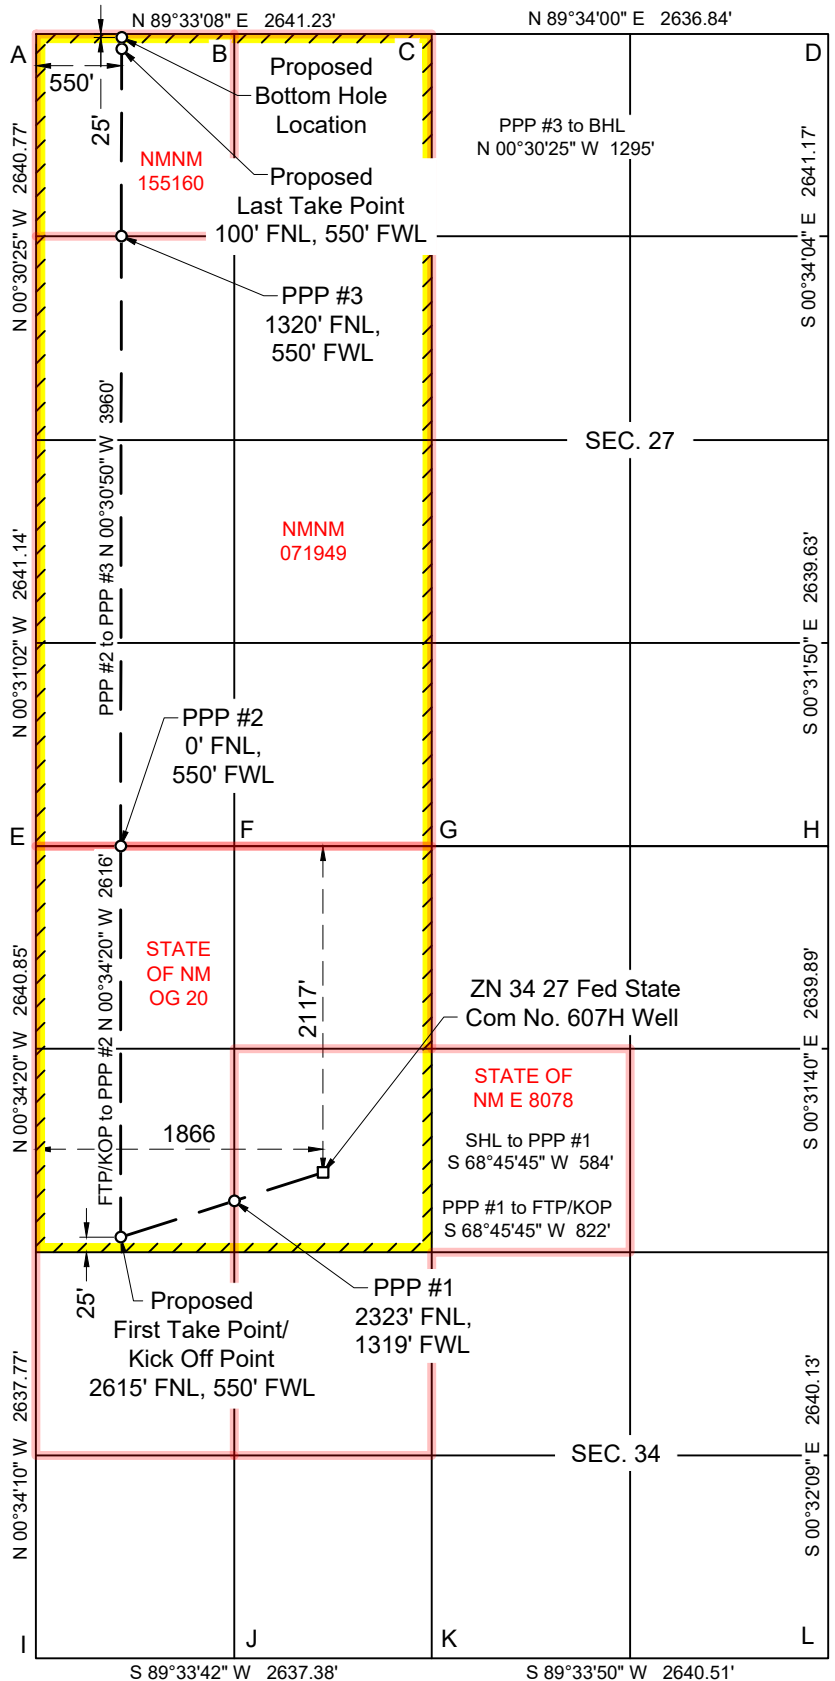 N 89°33'08" E 2641.23'
N 89°34'00" E 2636.84'
A
B
C
D
550'
25'
Proposed
Bottom Hole
Location
PPP #3 to BHL
N 00°30'25" W 1295'
NMNM
155160
Proposed
Last Take Point
100' FNL, 550' FWL
N 00°30'25" W 2640.77'
S 00°34'04" E 2641.17'
PPP #3
1320' FNL,
550' FWL
PPP #2 to PPP #3 N 00°30'50" W 3960'
SEC. 27
NMNM
071949
N 00°31'02" W 2641.14'
S 00°31'50" E 2639.63'
PPP #2
0' FNL,
550' FWL
E
F
G
H
FTP/KOP to PPP #2 N 00°34'20" W 2616'
STATE
OF NM
OG 20
2117'
ZN 34 27 Fed State
Com No. 607H Well
N 00°34'20" W 2640.85'
S 00°31'40" E 2639.89'
STATE OF
NM E 8078
1866
SHL to PPP #1
S 68°45'45" W 584'
PPP #1 to FTP/KOP
S 68°45'45" W 822'
25'
Proposed
First Take Point/
Kick Off Point
2615' FNL, 550' FWL
PPP #1
2323' FNL,
1319' FWL
N 00°34'10" W 2637.77'
S 00°32'09" E 2640.13'
SEC. 34
I
J
K
L
S 89°33'42" W 2637.38'
S 89°33'50" W 2640.51'